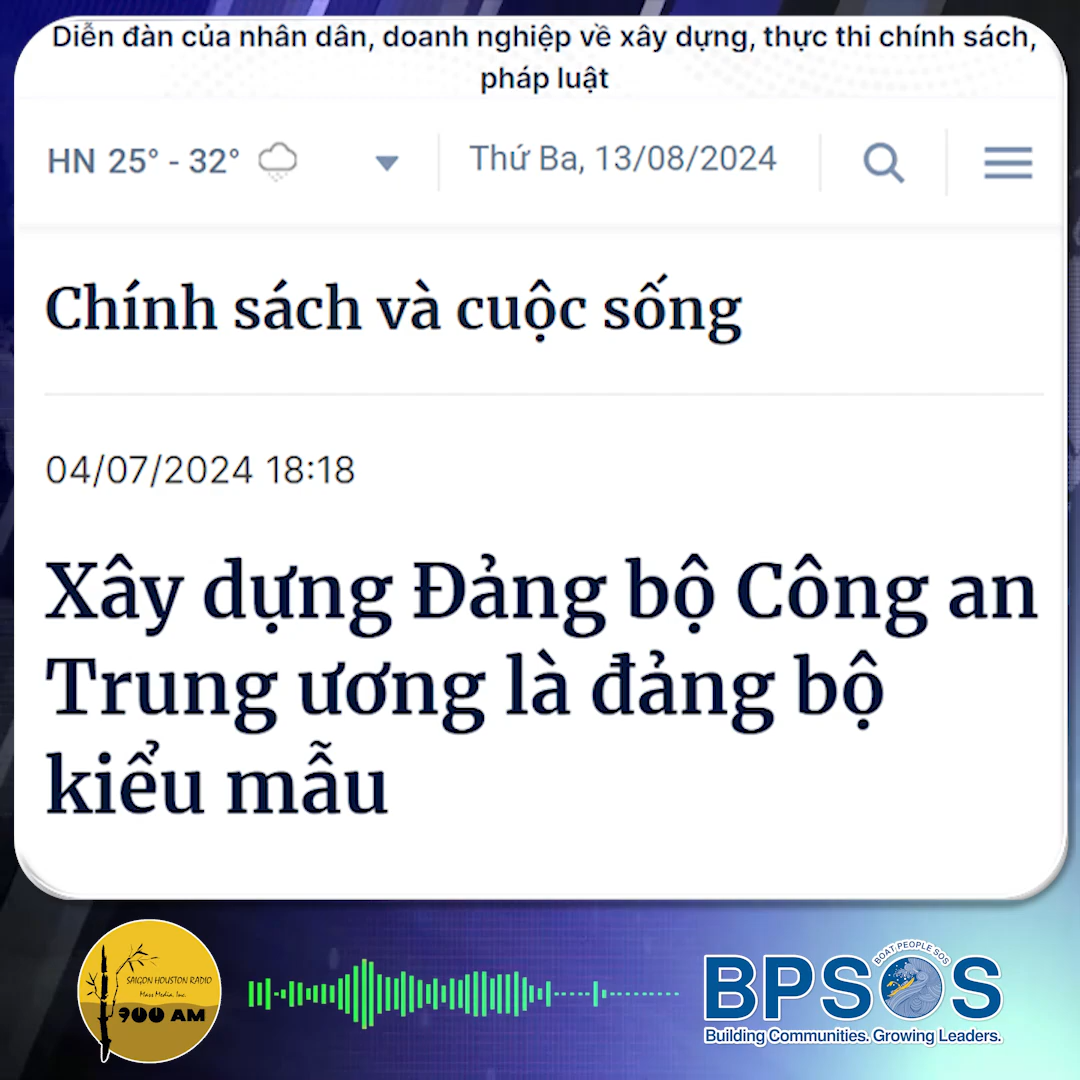 Diễn đàn của nhân dân, doanh nghiệp về xây dựng, thực thi chính sách,
pháp luật
HN 25° - 32°
Thứ Ba, 13/08/2024
Chính sách và cuộc sống
04/07/2024 18:18
Xây dựng Đảng bộ Công an
Trung ương là đảng bộ
kiểu mẫu
SAIGON HOUSTON RADIO
Mass Media, Inc.
900 AM
BOAT PEOPLE SOS
BPSOS
Building Communities. Growing Leaders.